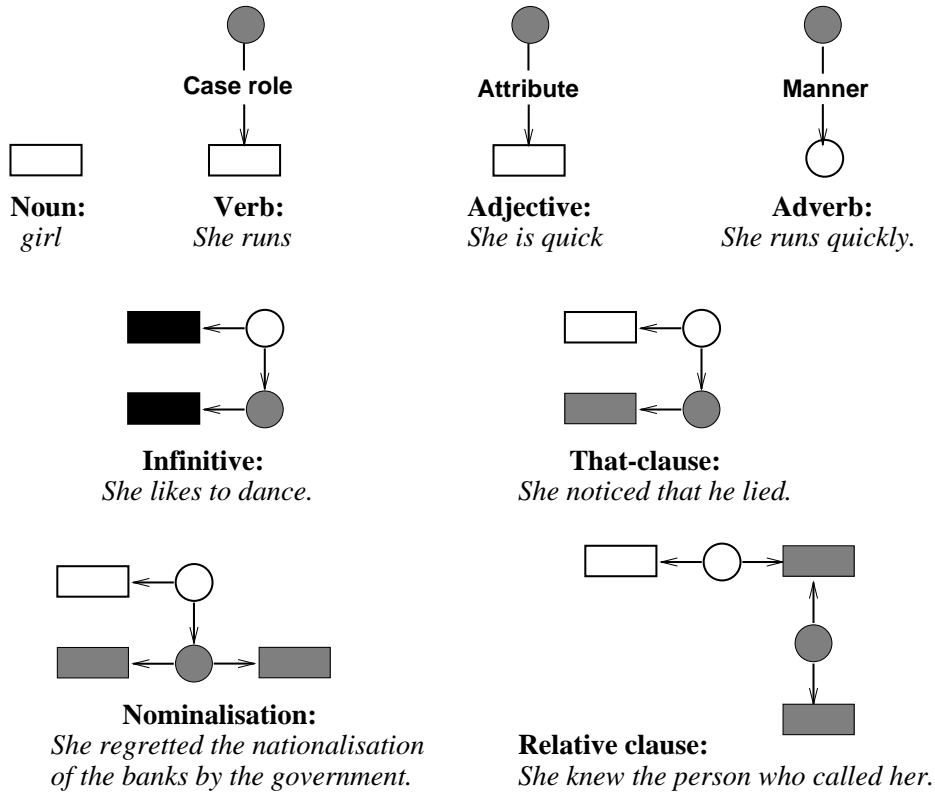 Case role
Attribute
Manner
Noun:
girl
Verb:
She runs
Adjective:
She is quick
Adverb:
She runs quickly.
Infinitive:
She likes to dance.
That-clause:
She noticed that he lied.
Nominalisation:
She regretted the nationalisation
of the banks by the government.
Relative clause:
She knew the person who called her.